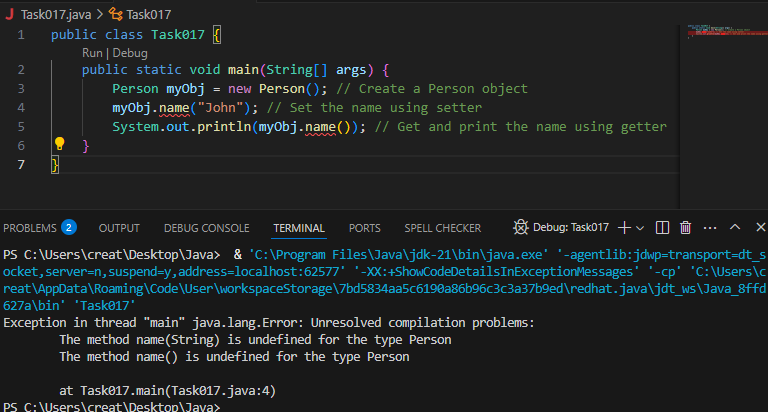 J Task017.java > Task017
1 public class Task017 {
Run | Debug
2 public static void main(String[] args) {
3 Person myObj = new Person(); // Create a Person object
4 myObj.name("John"); // Set the name using setter
5 System.out.println(myObj.name()); // Get and print the name using getter
6 }
7 }
PROBLEMS 2 OUTPUT DEBUG CONSOLE TERMINAL PORTS SPELL CHECKER Debug: Task017
PS C:\Users\creat\Desktop\Java>  & 'C:\Program Files\Java\jdk-21\bin\java.exe' '-agentlib:jdwp=transport=dt_s
ocket,server=n,suspend=y,address=localhost:62577' '-XX:+ShowCodeDetailsInExceptionMessages' '-cp' 'C:\Users\c
reat\AppData\Roaming\Code\User\workspaceStorage\7bd5834aa5c6190a86b96c3c3a37b9ed\redhat.java\jdt_ws\Java_8ffd
627a\bin' 'Task017'
Exception in thread "main" java.lang.Error: Unresolved compilation problems:
The method name(String) is undefined for the type Person
The method name() is undefined for the type Person
at Task017.main(Task017.java:4)
PS C:\Users\creat\Desktop\Java>